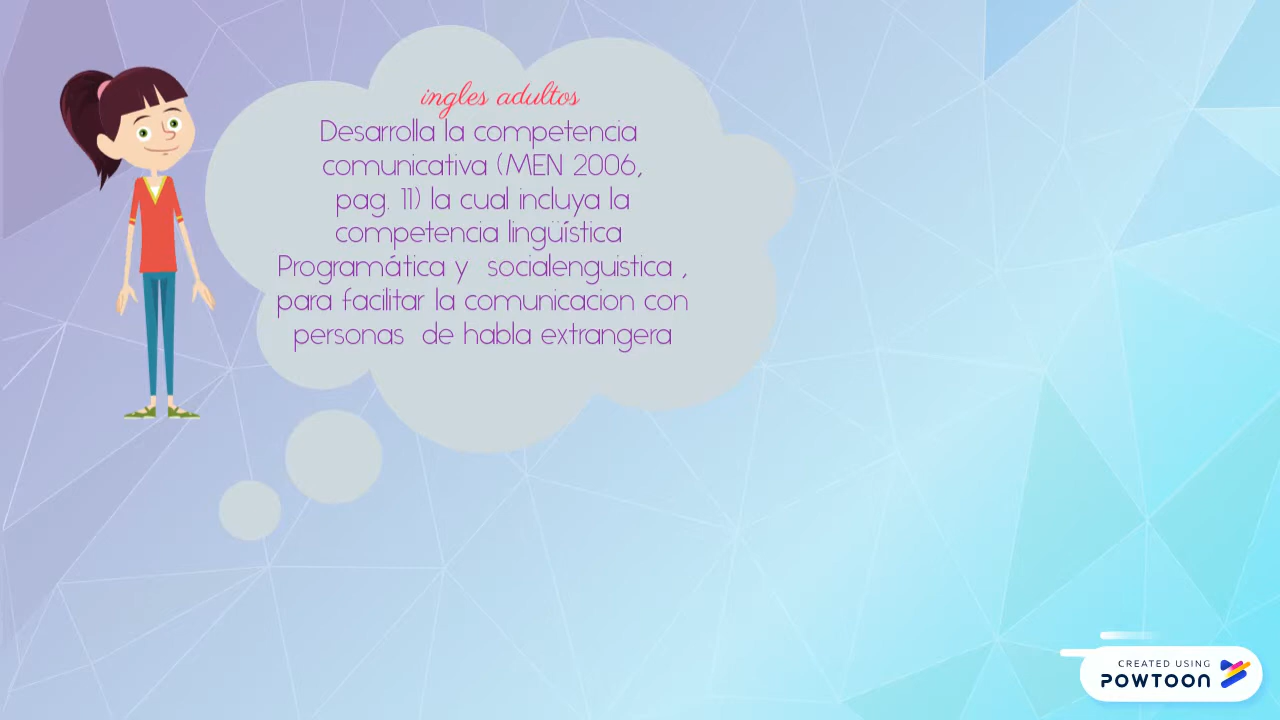 ingles adultos
Desarrolla la competencia
comunicativa (MEN 2006,
pag. 11) la cual incluya la
competencia lingüística
Programática y socialenguistica ,
para facilitar la comunicacion con
personas de habla extrangera
CREATED USING
POWTOON